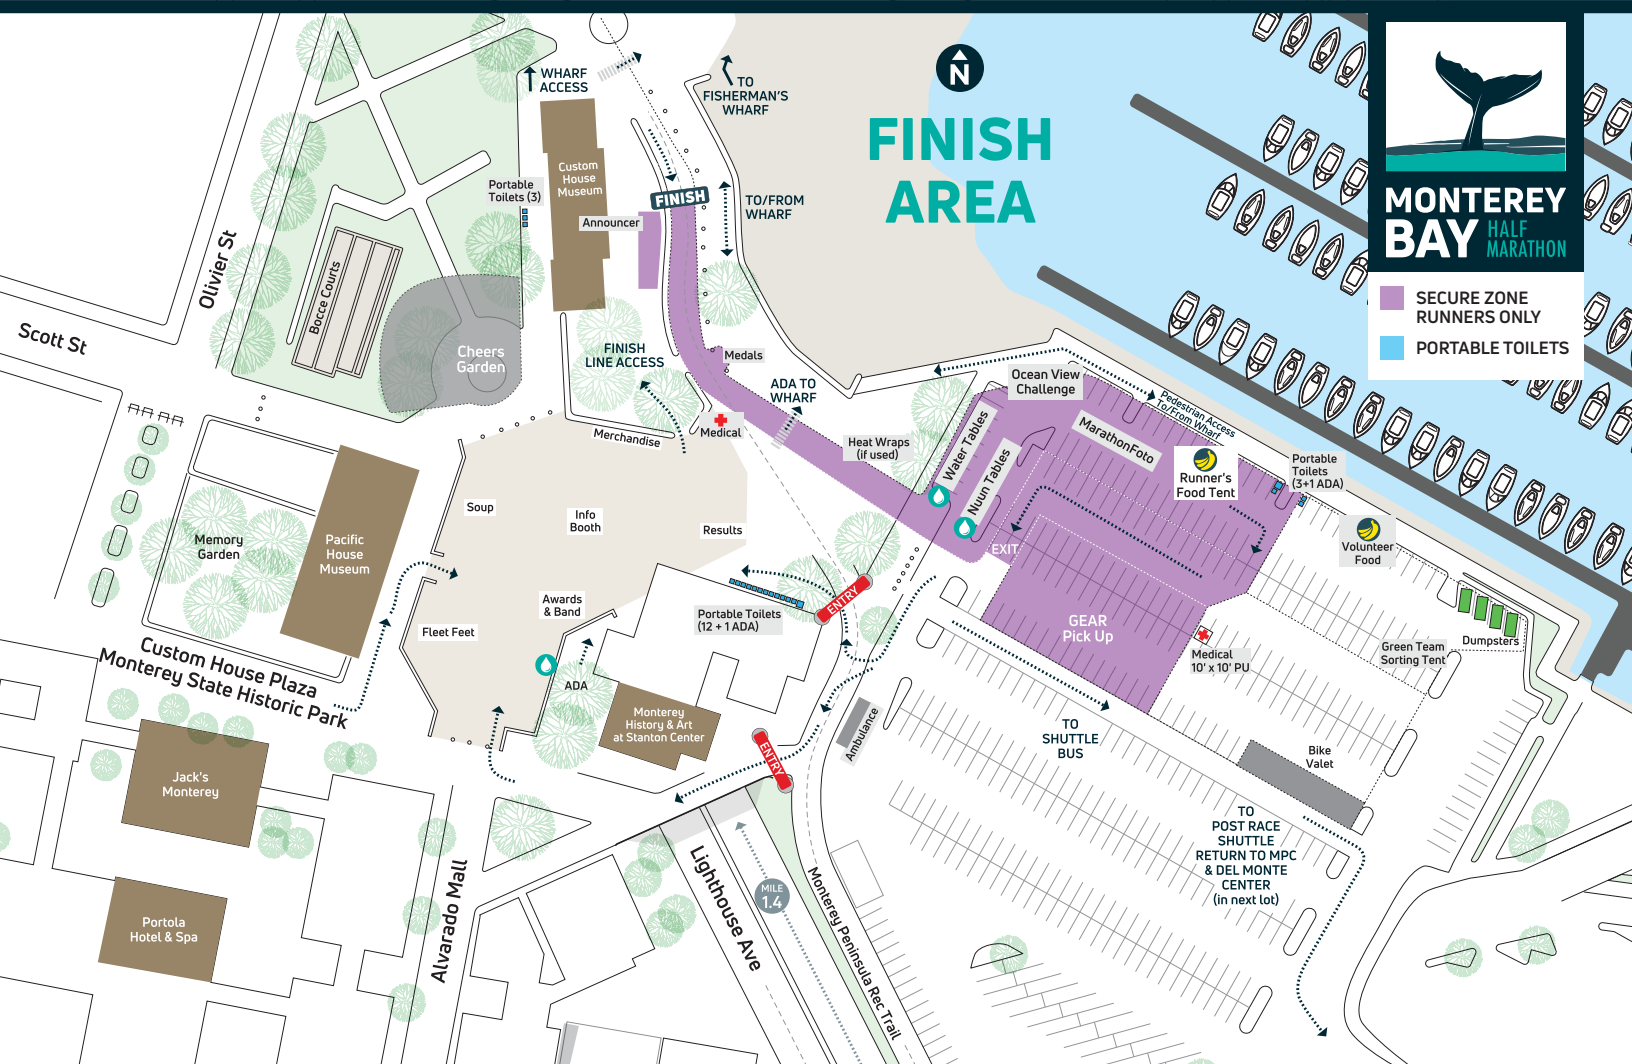 FINISH
AREA
N
MONTEREY
BAY HALF
MARATHON
SECURE ZONE
RUNNERS ONLY
PORTABLE TOILETS
WHARF
ACCESS
TO
FISHERMAN'S
WHARF
Custom
House
Museum
Portable
Toilets (3)
Announcer
FINISH
TO/FROM
WHARF
Olivier St
Scott St
Bocce Courts
Cheers
Garden
FINISH
LINE ACCESS
Medals
ADA TO
WHARF
Medical
Merchandise
Heat Wraps
(if used)
Water Tables
Nuun Tables
Ocean View
Challenge
MarathonFoto
Pedestrian Access
To/From Wharf
Runner's
Food Tent
Portable
Toilets
(3+1 ADA)
Volunteer
Food
EXIT
GEAR
Pick Up
Medical
10' x 10' PU
Green Team
Sorting Tent
Dumpsters
Soup
Info
Booth
Results
Memory
Garden
Pacific
House
Museum
Awards
& Band
Fleet Feet
Portable Toilets
(12 + 1 ADA)
ENTRY
ADA
Custom House Plaza
Monterey State Historic Park
Monterey
History & Art
at Stanton Center
ENTRY
Ambulance
TO
SHUTTLE
BUS
Bike
Valet
Jack's
Monterey
Portola
Hotel & Spa
Alvarado Mall
Lighthouse Ave
MILE
1.4
Monterey Peninsula Rec Trail
TO
POST RACE
SHUTTLE
RETURN TO MPC
& DEL MONTE
CENTER
(in next lot)